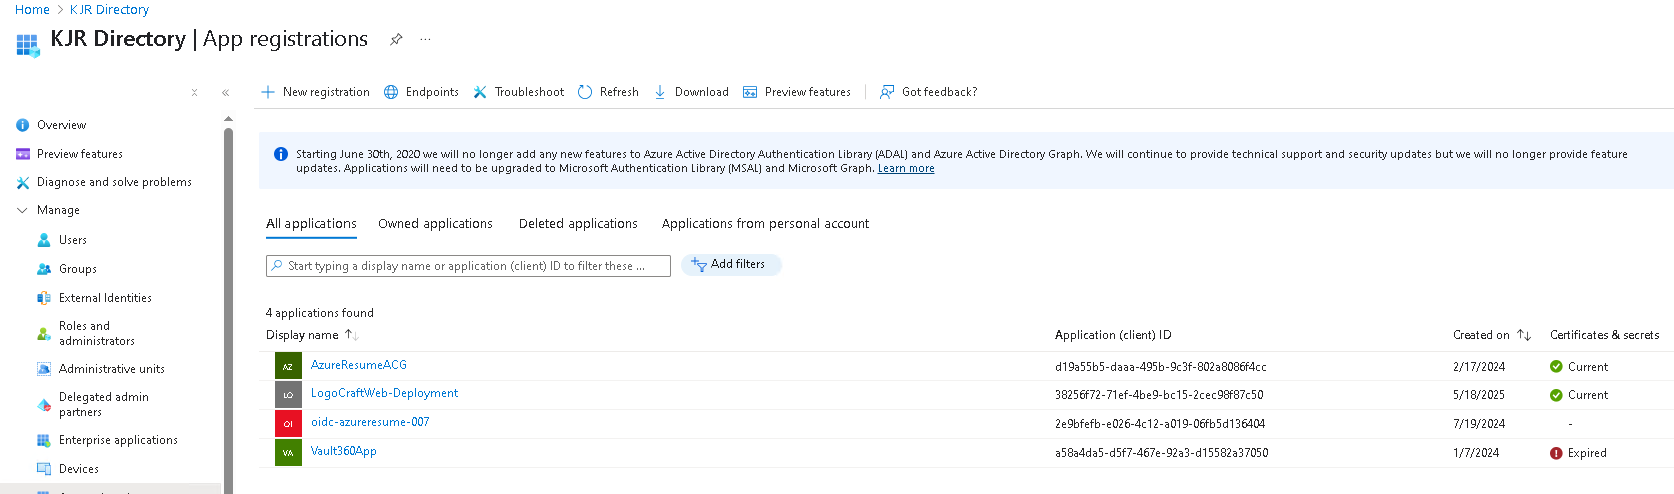 Home > KJR Directory
KJR Directory | App registrations
New registration Endpoints Troubleshoot Refresh Download Preview features Got feedback?
Overview
Preview features
Diagnose and solve problems
Manage
Users
Groups
External Identities
Roles and
administrators
Administrative units
Delegated admin
partners
Enterprise applications
Devices
Starting June 30th, 2020 we will no longer add any new features to Azure Active Directory Authentication Library (ADAL) and Azure Active Directory Graph. We will continue to provide technical support and security updates but we will no longer provide feature
updates. Applications will need to be upgraded to Microsoft Authentication Library (MSAL) and Microsoft Graph. Learn more
All applications Owned applications Deleted applications Applications from personal account
Start typing a display name or application (client) ID to filter these ... Add filters
4 applications found
Display name Application (client) ID Created on Certificates & secrets
AZ AzureResumeACG d19a55b5-daaa-495b-9c3f-802a8086f4cc 2/17/2024 Current
LO LogoCraftWeb-Deployment 38256f72-71ef-4be9-bc15-2cec98f87c50 5/18/2025 Current
OI oidc-azureresume-007 2e9bfefb-e026-4c12-a019-06fb5d136404 7/19/2024 -
VA Vault360App a58a4da5-d5f7-467e-92a3-d15582a37050 1/7/2024 Expired